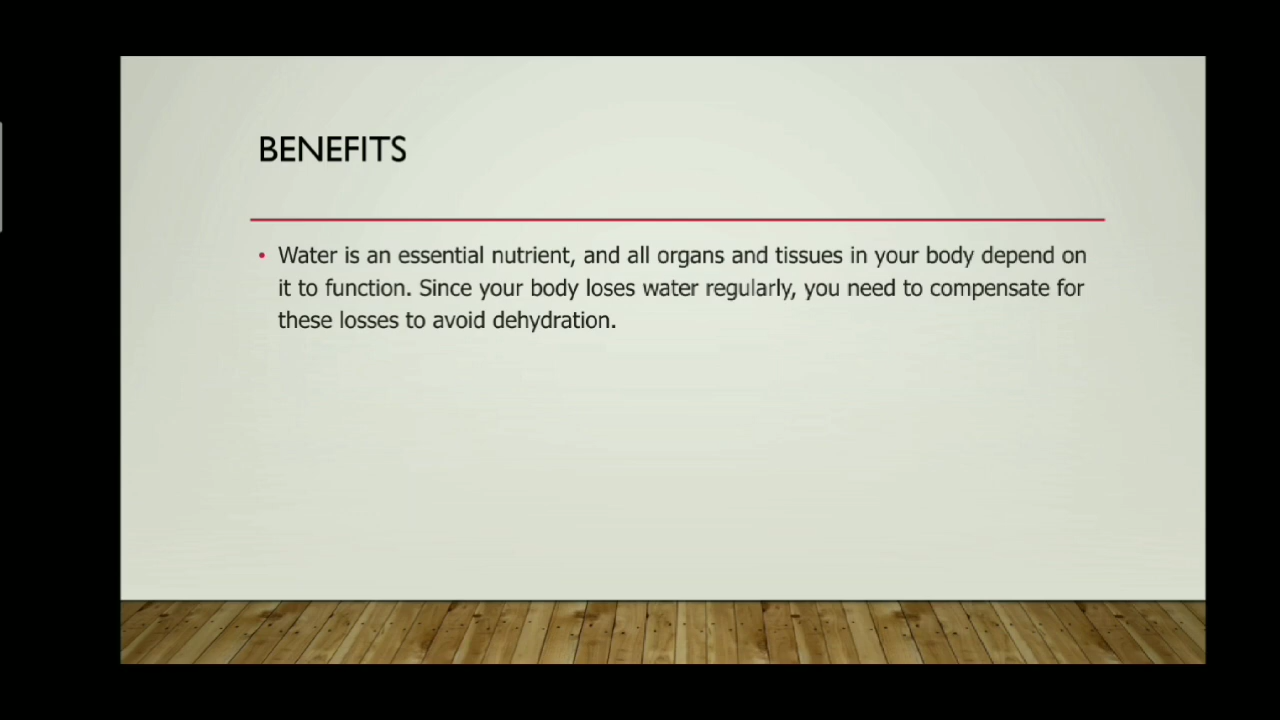 BENEFITS
• Water is an essential nutrient, and all organs and tissues in your body depend on
it to function. Since your body loses water regularly, you need to compensate for
these losses to avoid dehydration.